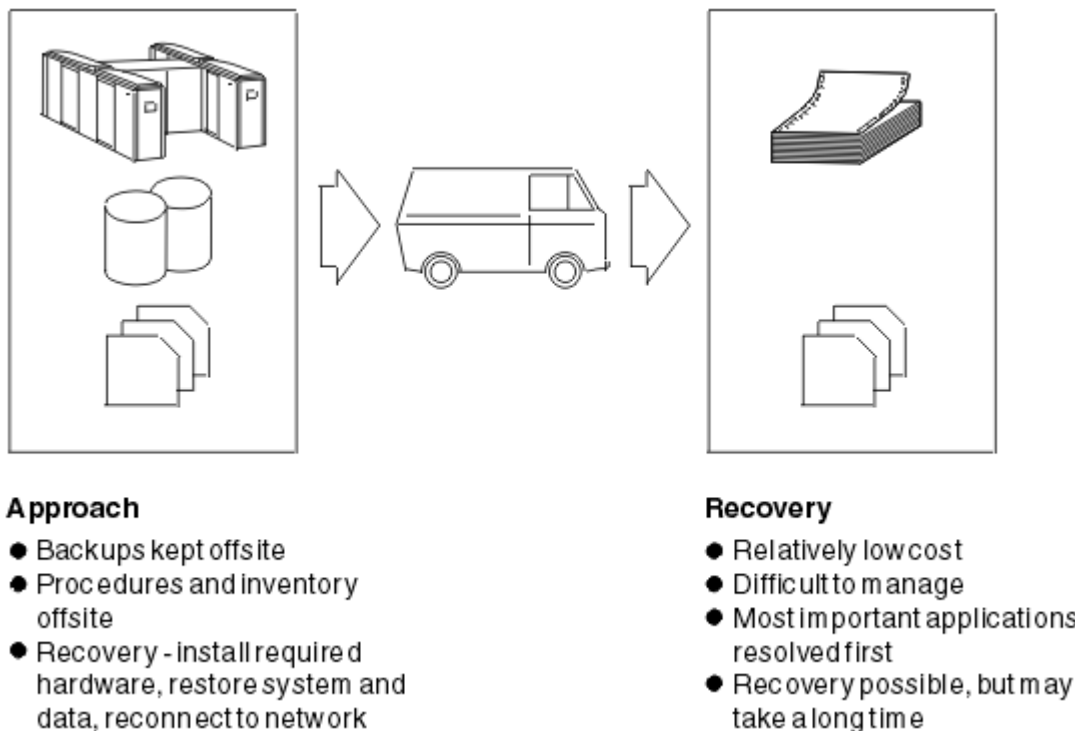 Approach
● Backups kept offsite
● Procedures and inventory
offsite
● Recovery - install required
hardware, restore system and
data, reconnect to network
Recovery
● Relatively low cost
● Difficult to manage
● Most important applications
resolved first
● Recovery possible, but may
take a long time